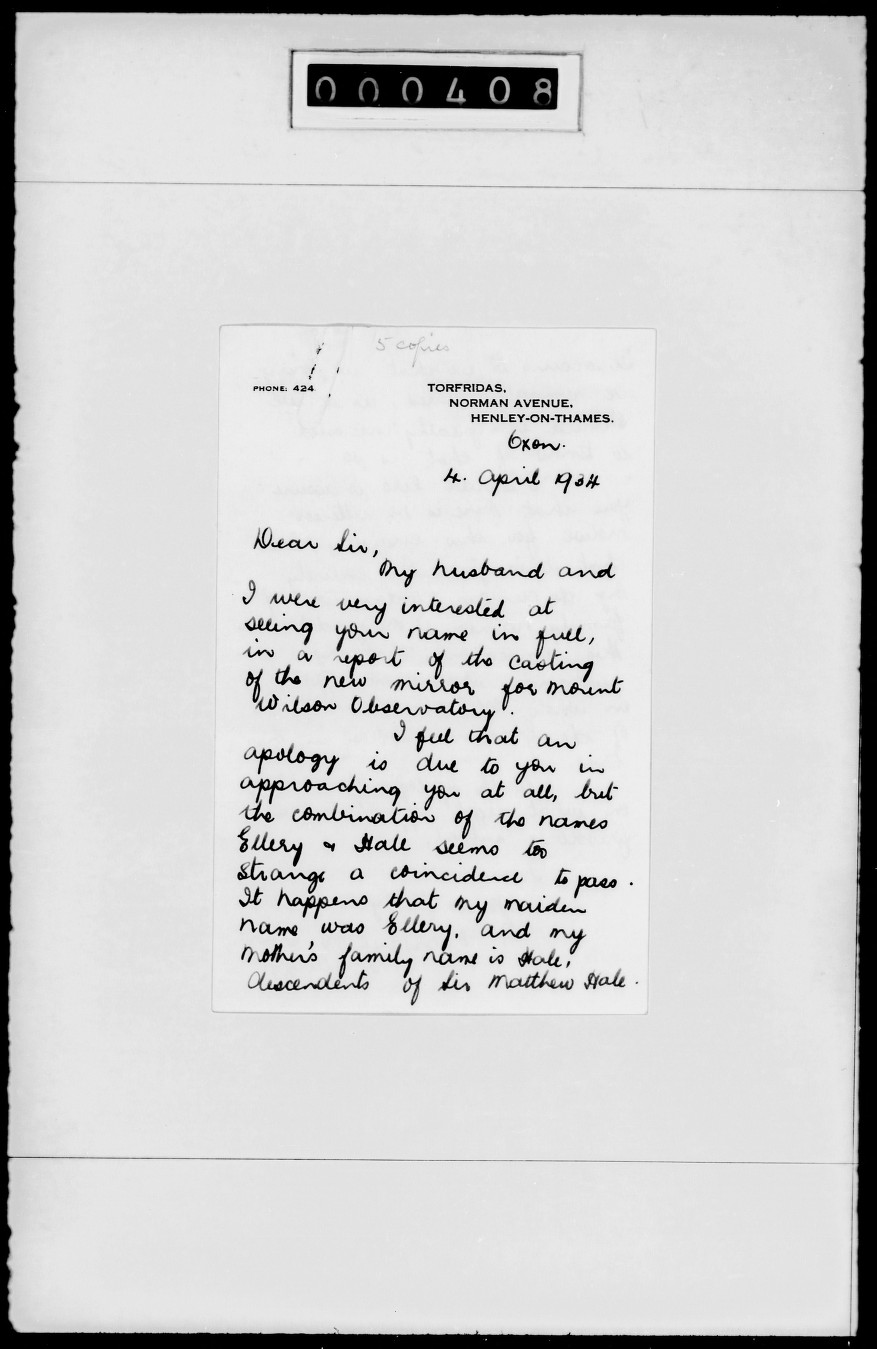 000408
5 copies
PHONE: 424
TORFRIDAS,
NORMAN AVENUE,
HENLEY-ON-THAMES.
Oxon.
4. April 1934
Dear Sir,
My husband and
I were very interested at
seeing your name in full,
in a report of the casting
of the new mirror for Mount
Wilson Observatory.
I feel that an
apology is due to you in
approaching you at all, but
the combination of the names
Ellery & Hale seems too
strange a coincidence to pass.
It happens that my maiden
name was Ellery, and my
mother's family name is Hale,
descendents of Sir Matthew Hale.